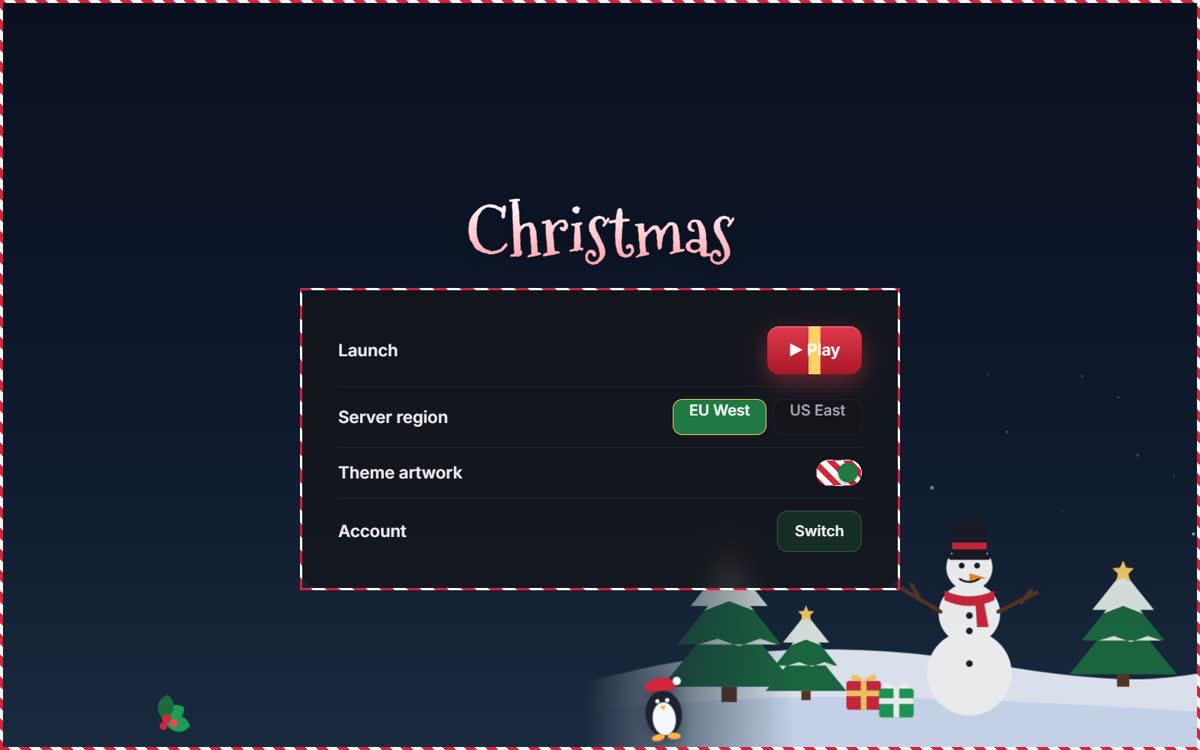 Christmas
Launch
▶ Play
Server region
EU West
US East
Theme artwork
Account
Switch